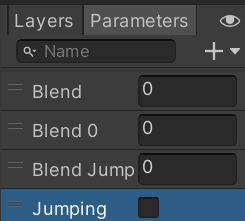 Layers Parameters
Name
Blend 0
Blend 0 0
Blend Jump 0
Jumping